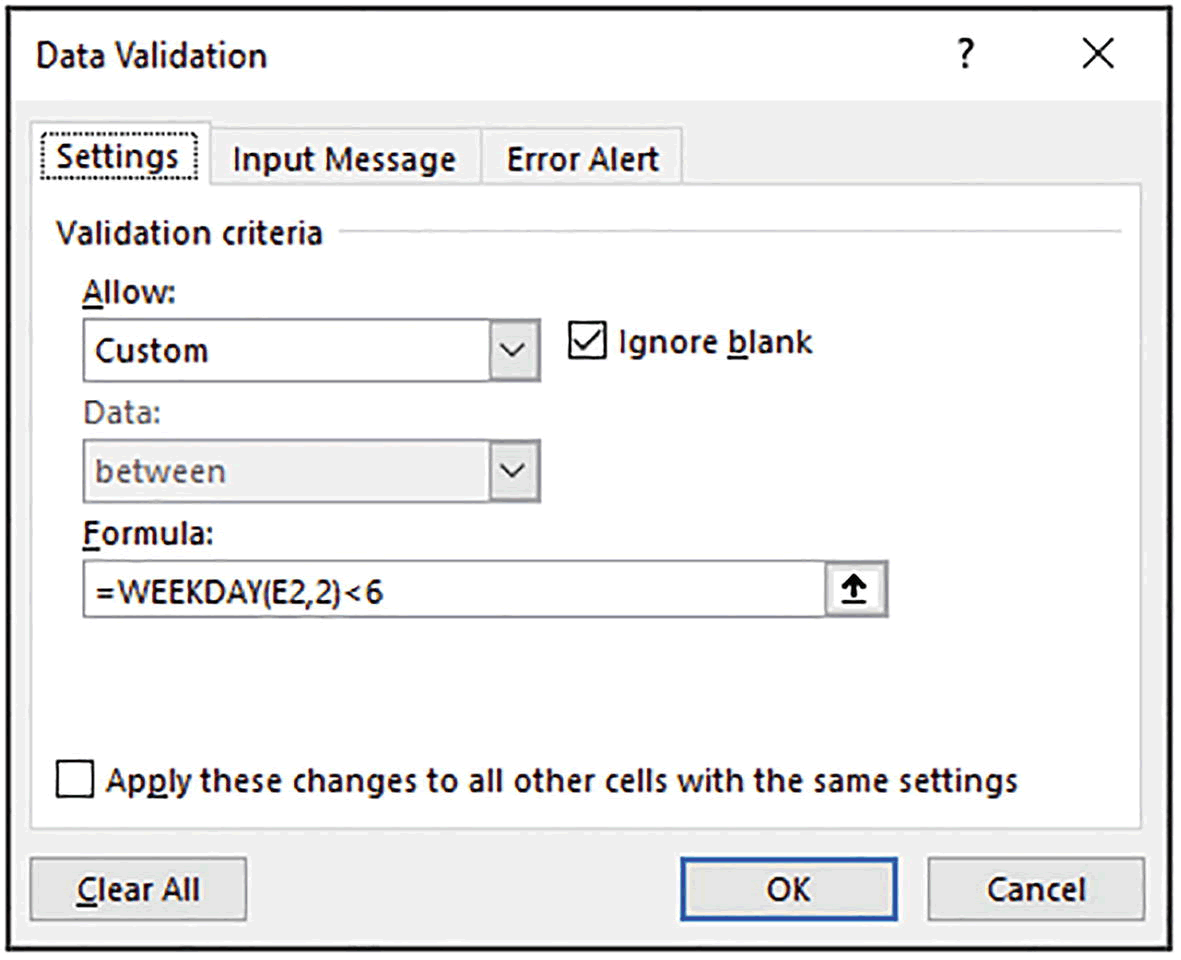 Data Validation ?
Settings Input Message Error Alert
Validation criteria
Allow:
Custom Ignore blank
Data:
between
Formula:
=WEEKDAY(E2,2)<6
Apply these changes to all other cells with the same settings
Clear All OK Cancel